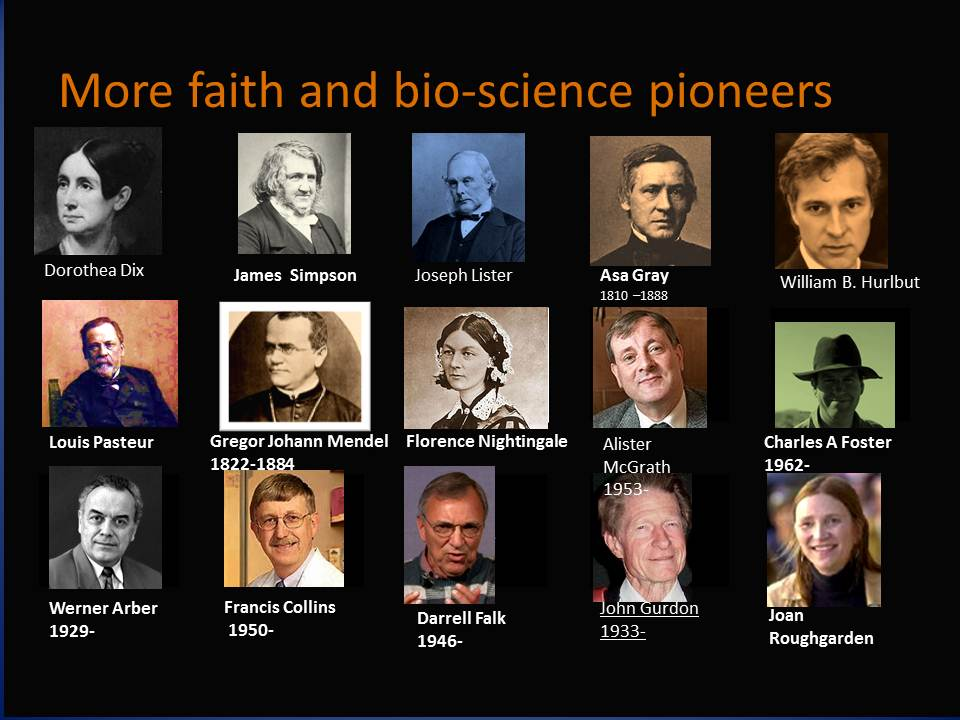 More faith and bio-science pioneers
Dorothea Dix
James Simpson
Joseph Lister
Asa Gray
1810 –1888
William B. Hurlbut
Louis Pasteur
Gregor Johann Mendel
1822-1884
Florence Nightingale
Alister
McGrath
1953-
Charles A Foster
1962-
Werner Arber
1929-
Francis Collins
1950-
Darrell Falk
1946-
John Gurdon
1933-
Joan
Roughgarden